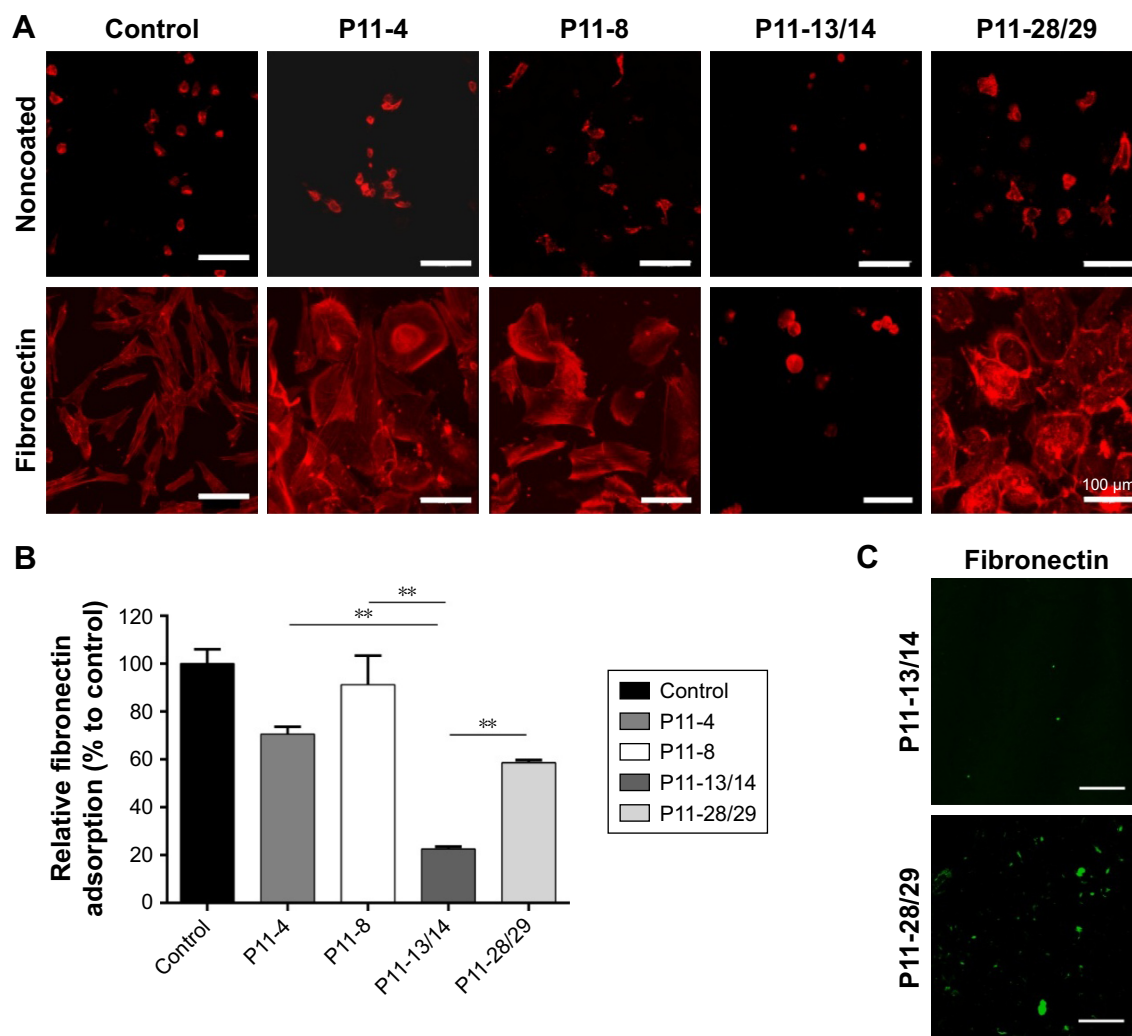 A
Control
P11-4
P11-8
P11-13/14
P11-28/29
Noncoated
Fibronectin
100 µm
B
Relative fibronectin
adsorption (% to control)
120
100
80
60
40
20
0
**
**
**
Control
P11-4
P11-8
P11-13/14
P11-28/29
Control
P11-4
P11-8
P11-13/14
P11-28/29
C
Fibronectin
P11-13/14
P11-28/29